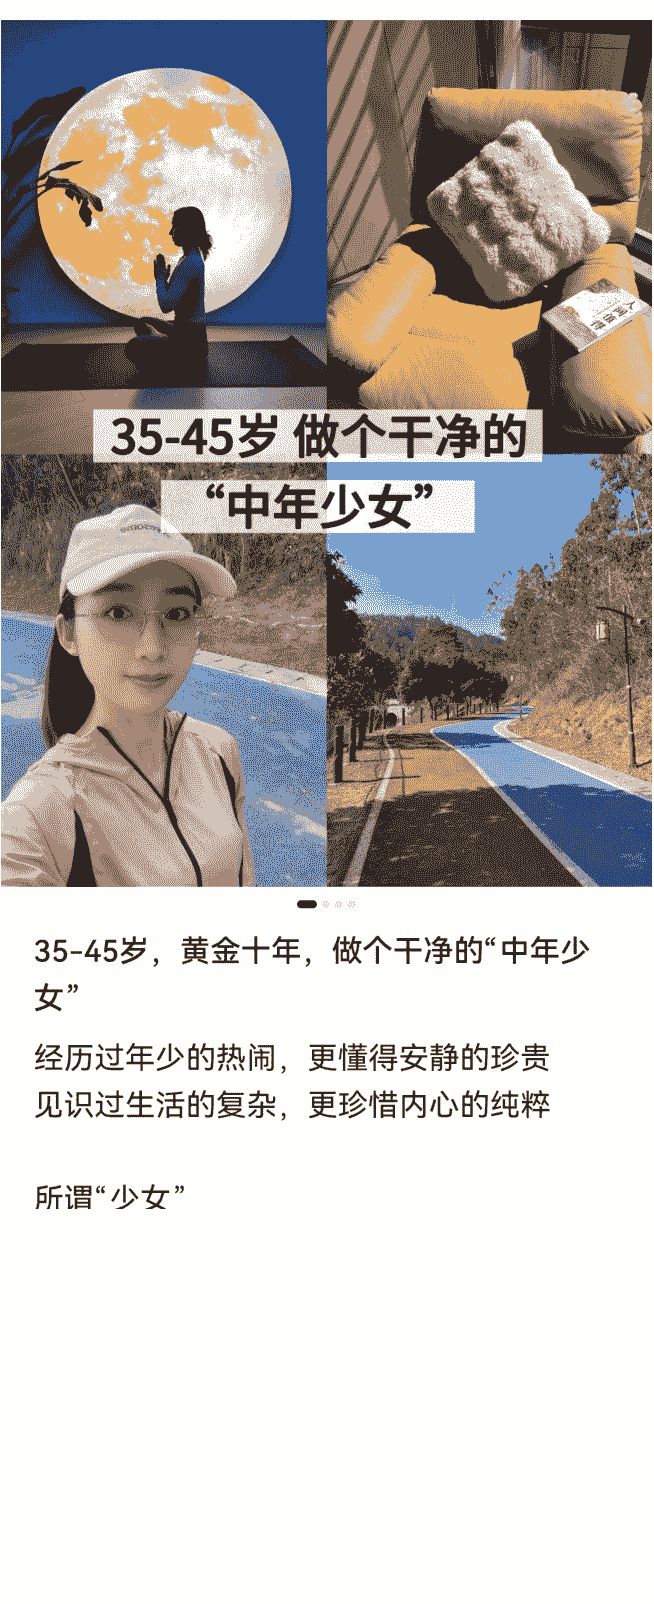 35-45岁 做个干净的
“中年少女”
35-45岁，黄金十年，做个干净的“中年少
女”
经历过年少的热闹，更懂得安静的珍贵
见识过生活的复杂，更珍惜内心的纯粹
所谓“少女”